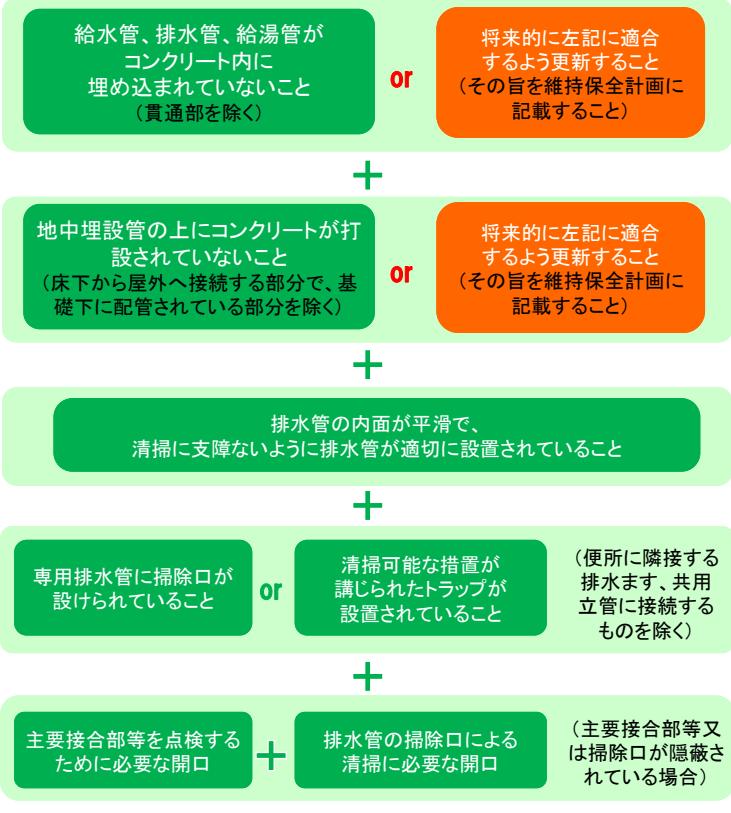 給水管、排水管、給湯管が
コンクリート内に
埋め込まれていないこと
(貫通部を除く)
or
将来的に左記に適合
するよう更新すること
(その旨を維持保全計画に
記載すること)
+
地中埋設管の上にコンクリートが打
設されていないこと
(床下から屋外へ接続する部分で、基
礎下に配管されている部分を除く)
or
将来的に左記に適合
するよう更新すること
(その旨を維持保全計画に
記載すること)
+
排水管の内面が平滑で、
清掃に支障ないように排水管が適切に設置されていること
+
専用排水管に掃除口が
設けられていること
or
清掃可能な措置が
講じられたトラップが
設置されていること
(便所に隣接する
排水ます、共用
立管に接続する
ものを除く)
+
主要接合部等を点検する
ために必要な開口
+
排水管の掃除口による
清掃に必要な開口
(主要接合部等又
は掃除口が隠蔽さ
れている場合)